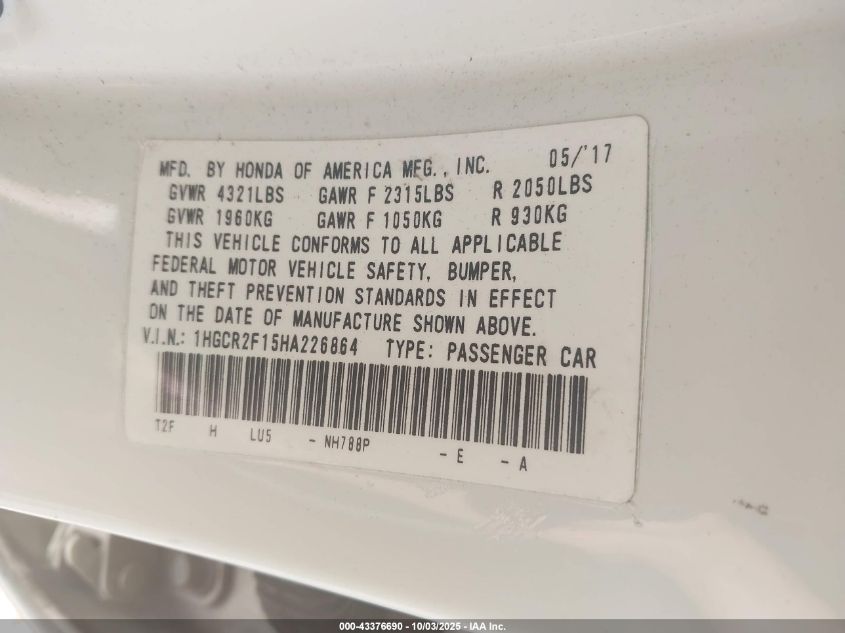 MFD. BY HONDA OF AMERICA MFG., INC. 05/'17
GVWR 4321LBS GAWR F 2315LBS R 2050LBS
GVWR 1960KG GAWR F 1050KG R 930KG
THIS VEHICLE CONFORMS TO ALL APPLICABLE
FEDERAL MOTOR VEHICLE SAFETY, BUMPER,
AND THEFT PREVENTION STANDARDS IN EFFECT
ON THE DATE OF MANUFACTURE SHOWN ABOVE.
V.I.N.: 1HGCR2F15HA226864 TYPE: PASSENGER CAR
T2F H LU5 - NH788P - E - A
000-43376690 - 10/03/2025 - IAA Inc.